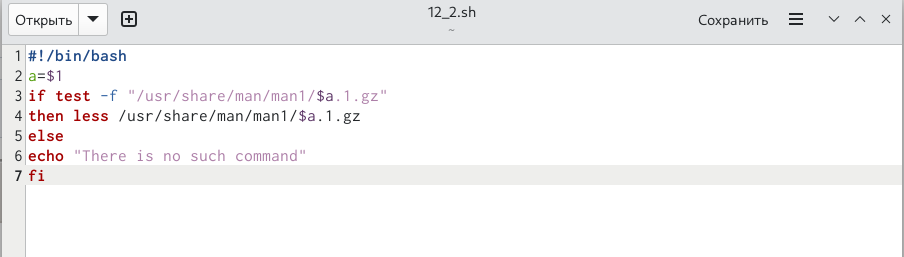 Открыть
12_2.sh
~
Сохранить
1 #!/bin/bash
2 a=$1
3 if test -f "/usr/share/man/man1/$a.1.gz"
4 then less /usr/share/man/man1/$a.1.gz
5 else
6 echo "There is no such command"
7 fi